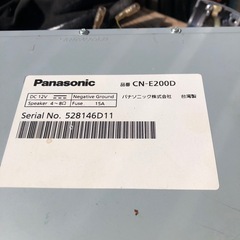 Panasonic 品番 CN-E200D
DC 12V Negative Ground パナソニック株式会社 台湾製
Speaker 4~8Ω Fuse 15A
Serial No. 528146D11